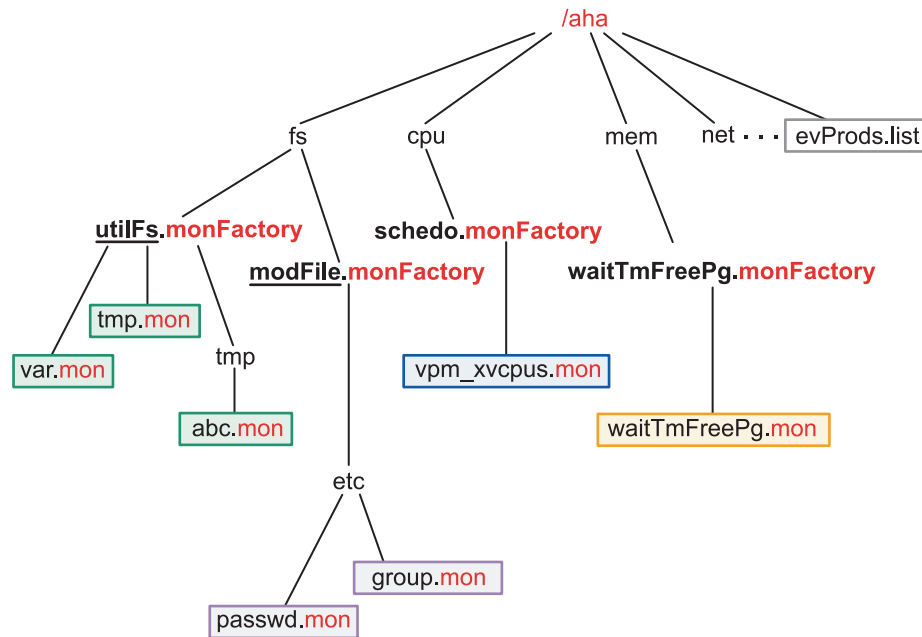 /aha
fs
cpu
mem
net ... evProds.list
utilFs.monFactory
schedo.monFactory
modFile.monFactory
waitTmFreePg.monFactory
tmp.mon
tmp
var.mon
vpm_xvcpus.mon
abc.mon
waitTmFreePg.mon
etc
group.mon
passwd.mon